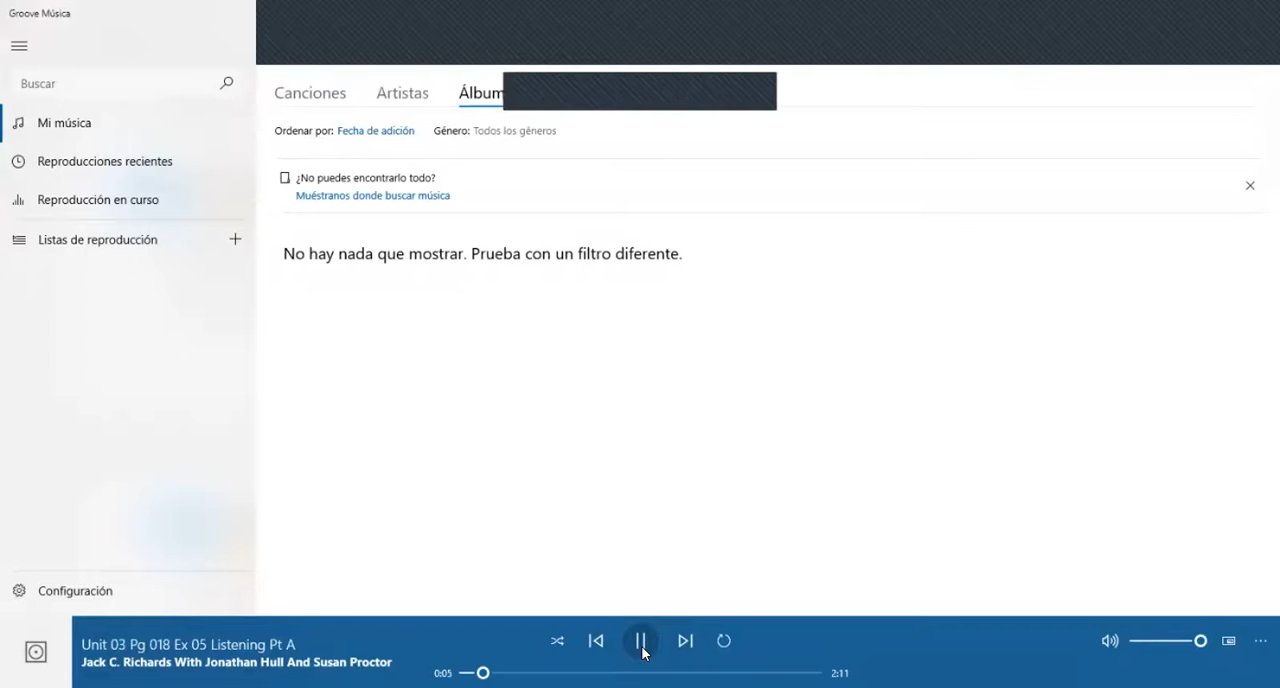 Groove Música
Buscar
Mi música
Reproducciones recientes
Reproducción en curso
Listas de reproducción
Configuración
Canciones Artistas Álbum
Ordenar por: Fecha de adición Género: Todos los géneros
¿No puedes encontrarlo todo?
Muéstranos donde buscar música
No hay nada que mostrar. Prueba con un filtro diferente.
Unit 03 Pg 018 Ex 05 Listening Pt A
Jack C. Richards With Jonathan Hull And Susan Proctor
0:05 2:11